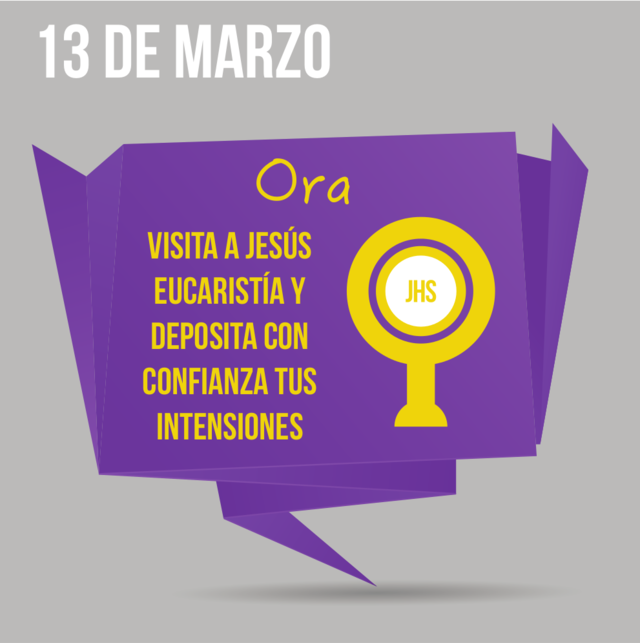 13 DE MARZO
Ora
VISITA A JESÚS
EUCARISTÍA Y
DEPOSITA CON
CONFIANZA TUS
INTENSIONES
JHS